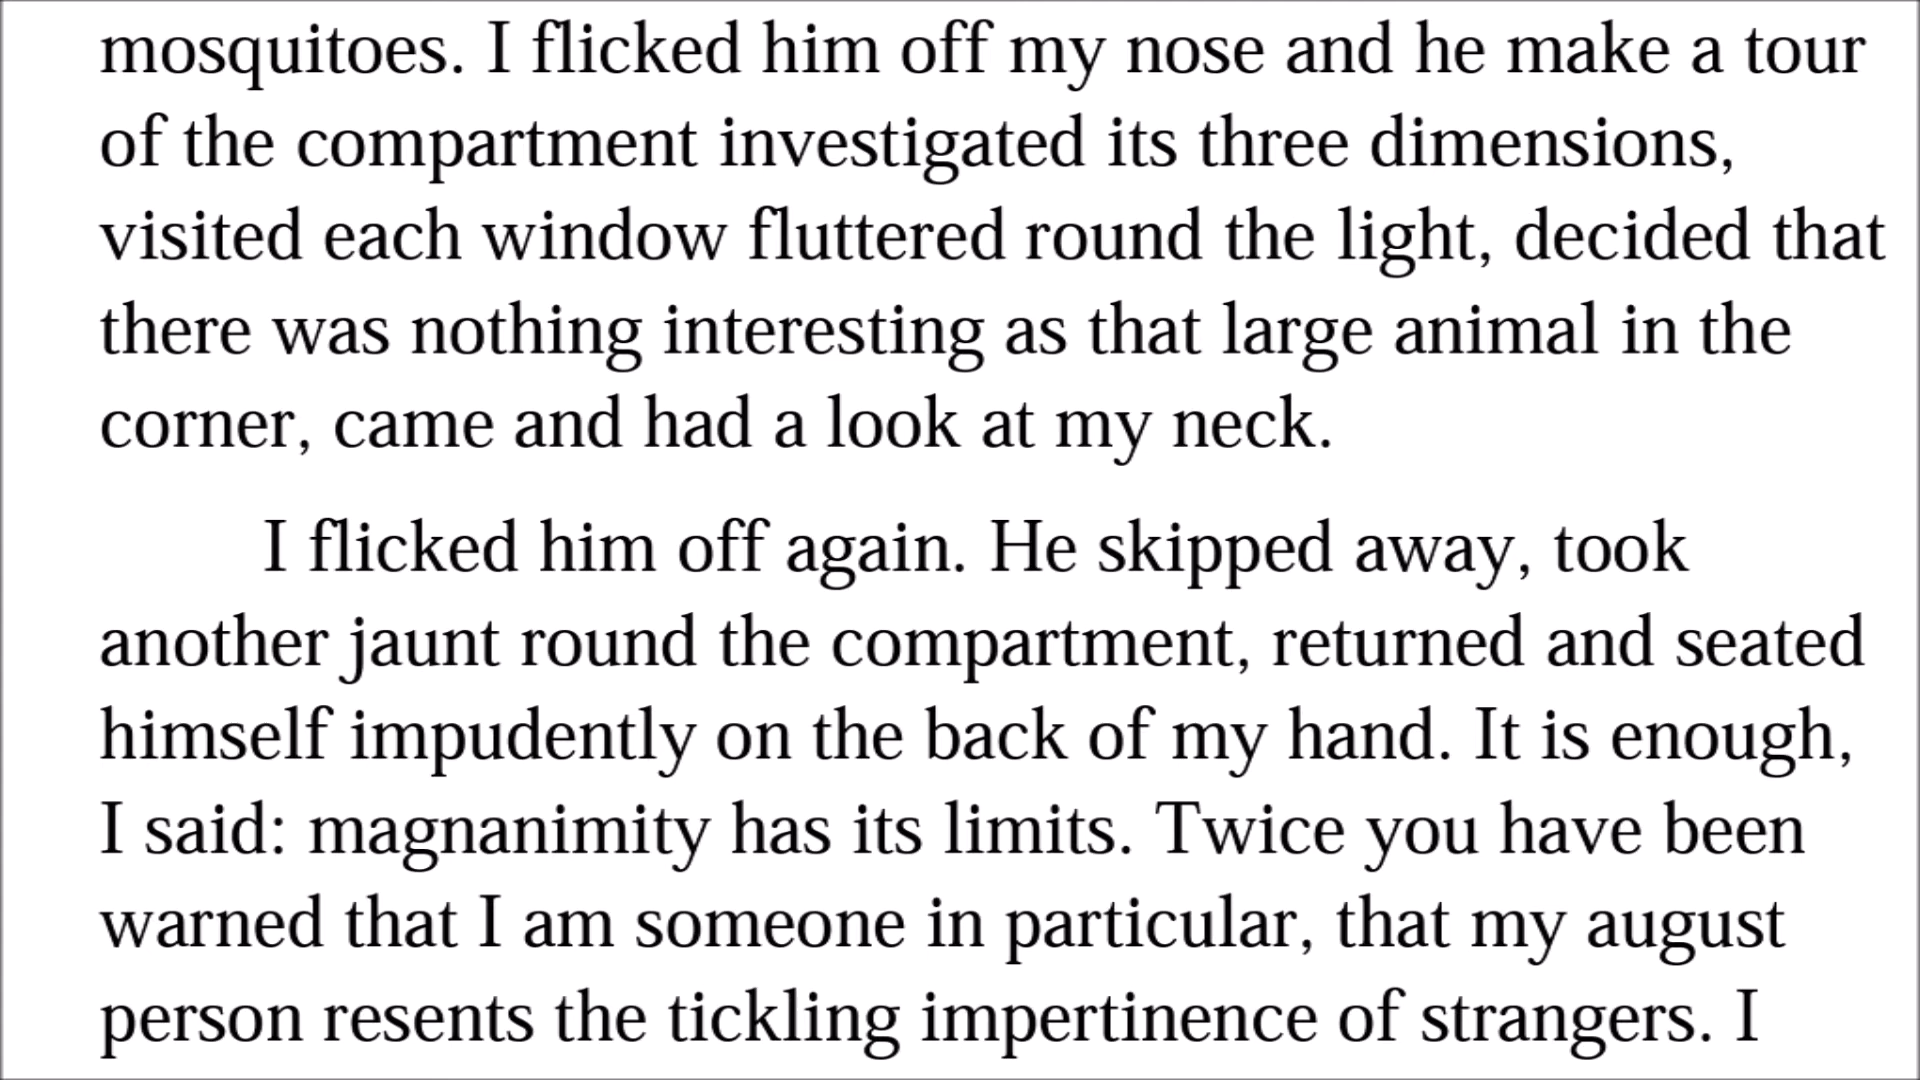 mosquitoes. I flicked him off my nose and he make a tour
of the compartment investigated its three dimensions,
visited each window fluttered round the light, decided that
there was nothing interesting as that large animal in the
corner, came and had a look at my neck.
I flicked him off again. He skipped away, took
another jaunt round the compartment, returned and seated
himself impudently on the back of my hand. It is enough,
I said: magnanimity has its limits. Twice you have been
warned that I am someone in particular, that my august
person resents the tickling impertinence of strangers. I